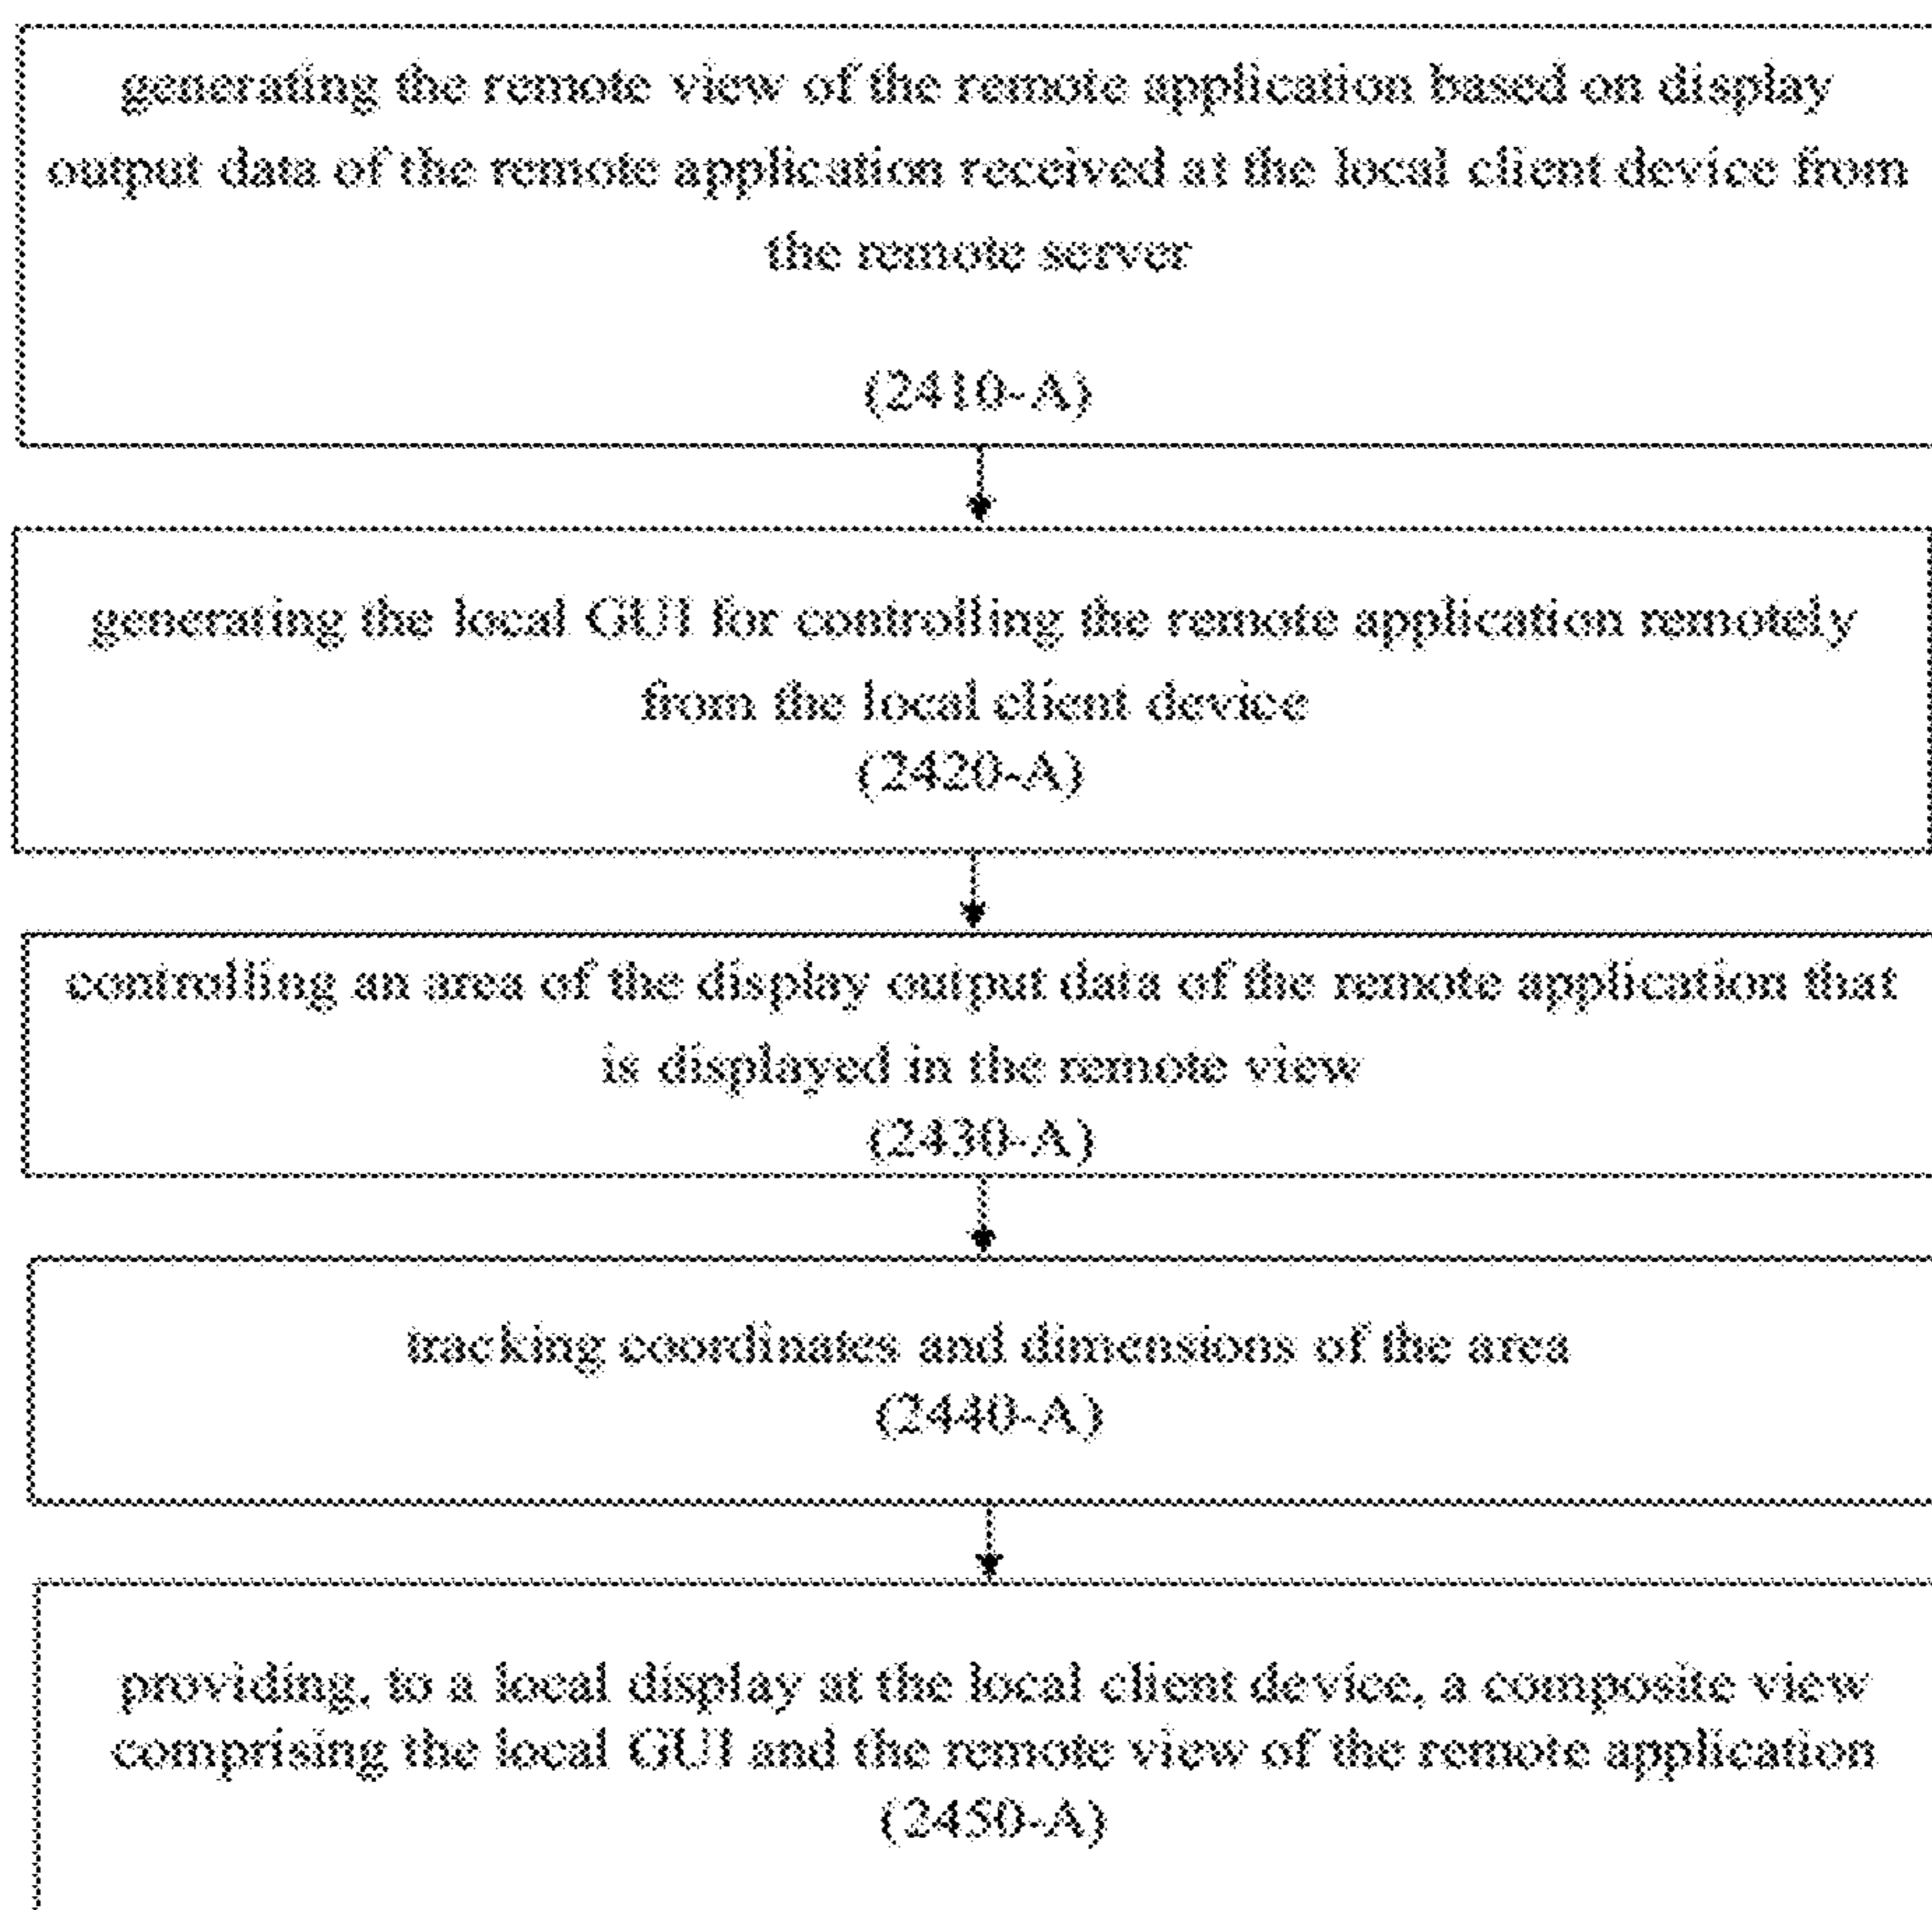 generating the remote view of the remote application based on display
output data of the remote application received at the local client device from
the remote server
(2410-A)
generating the local GUI for controlling the remote application remotely
from the local client device
(2420-A)
controlling an area of the display output data of the remote application that
is displayed in the remote view
(2430-A)
tracking coordinates and dimensions of the area
(2440-A)
providing, to a local display at the local client device, a composite view
comprising the local GUI and the remote view of the remote application
(2450-A)